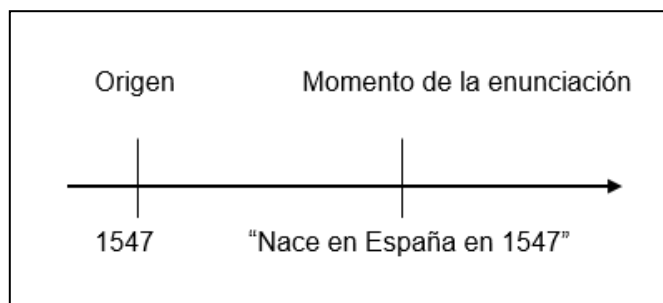 Origen Momento de la enunciación
1547 “Nace en España en 1547”